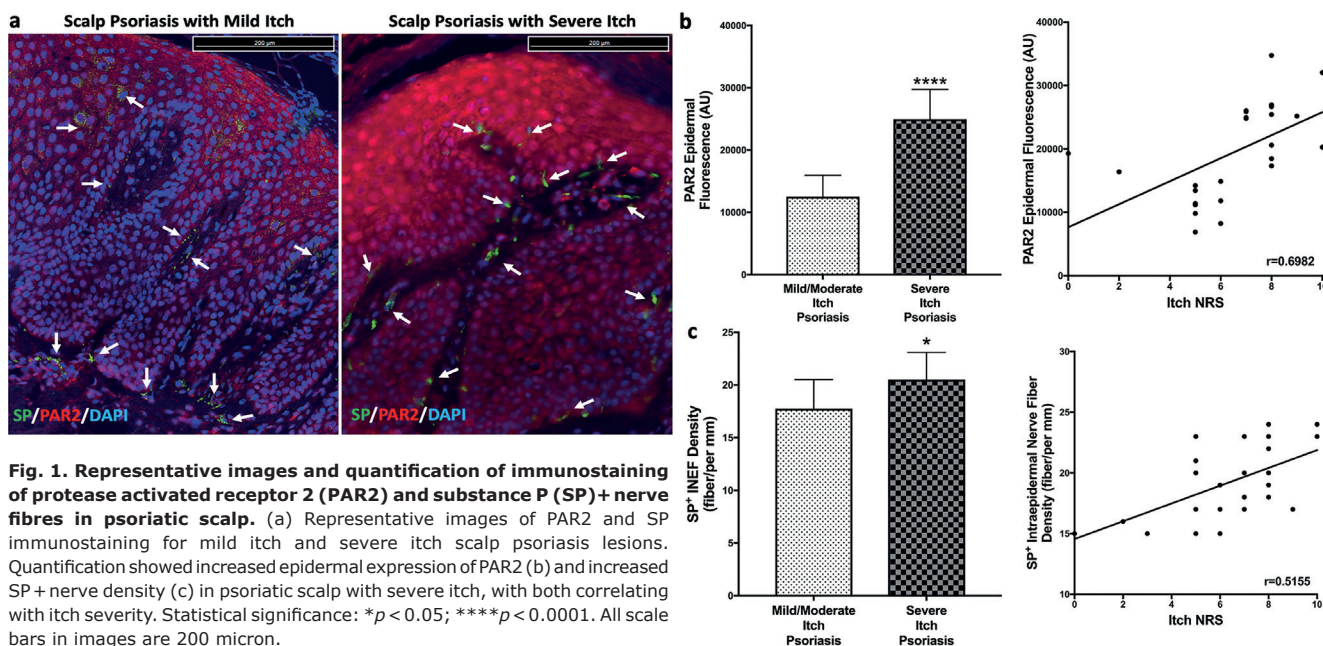 a
Scalp Psoriasis with Mild Itch
Scalp Psoriasis with Severe Itch
200 µm
200 µm
SP/PAR2/DAPI
SP/PAR2/DAPI
Fig. 1. Representative images and quantification of immunostaining
of protease activated receptor 2 (PAR2) and substance P (SP)+ nerve
fibres in psoriatic scalp. (a) Representative images of PAR2 and SP
immunostaining for mild itch and severe itch scalp psoriasis lesions.
Quantification showed increased epidermal expression of PAR2 (b) and increased
SP+nerve density (c) in psoriatic scalp with severe itch, with both correlating
with itch severity. Statistical significance: *p<0.05; ****p<0.0001. All scale
bars in images are 200 micron.
b
PAR2 Epidermal
Fluorescence (AU)
40000
30000
20000
10000
0
****
Mild/Moderate
Itch
Psoriasis
Severe
Itch
Psoriasis
PAR2 Epidermal Fluorescence (AU)
40000
30000
20000
10000
0
0 2 4 6 8 10
Itch NRS
r=0.6982
c
SP+ INEF Density
(fiber/per mm)
25
20
15
10
5
0
*
Mild/Moderate
Itch
Psoriasis
Severe
Itch
Psoriasis
SP+ Intraepidermal Nerve Fiber
Density (fiber/per mm)
30
25
20
15
10
0 2 4 6 8 10
Itch NRS
r=0.5155